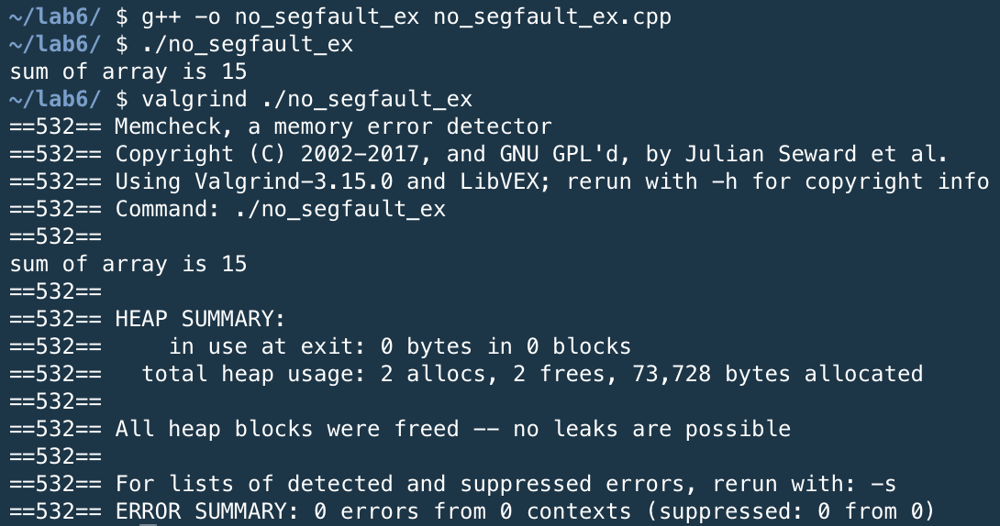 ~/lab6/ $ g++ -o no_segfault_ex no_segfault_ex.cpp
~/lab6/ $ ./no_segfault_ex
sum of array is 15
~/lab6/ $ valgrind ./no_segfault_ex
==532== Memcheck, a memory error detector
==532== Copyright (C) 2002-2017, and GNU GPL'd, by Julian Seward et al.
==532== Using Valgrind-3.15.0 and LibVEX; rerun with -h for copyright info
==532== Command: ./no_segfault_ex
==532==
sum of array is 15
==532==
==532== HEAP SUMMARY:
==532==     in use at exit: 0 bytes in 0 blocks
==532==   total heap usage: 2 allocs, 2 frees, 73,728 bytes allocated
==532==
==532== All heap blocks were freed -- no leaks are possible
==532==
==532== For lists of detected and suppressed errors, rerun with: -s
==532== ERROR SUMMARY: 0 errors from 0 contexts (suppressed: 0 from 0)